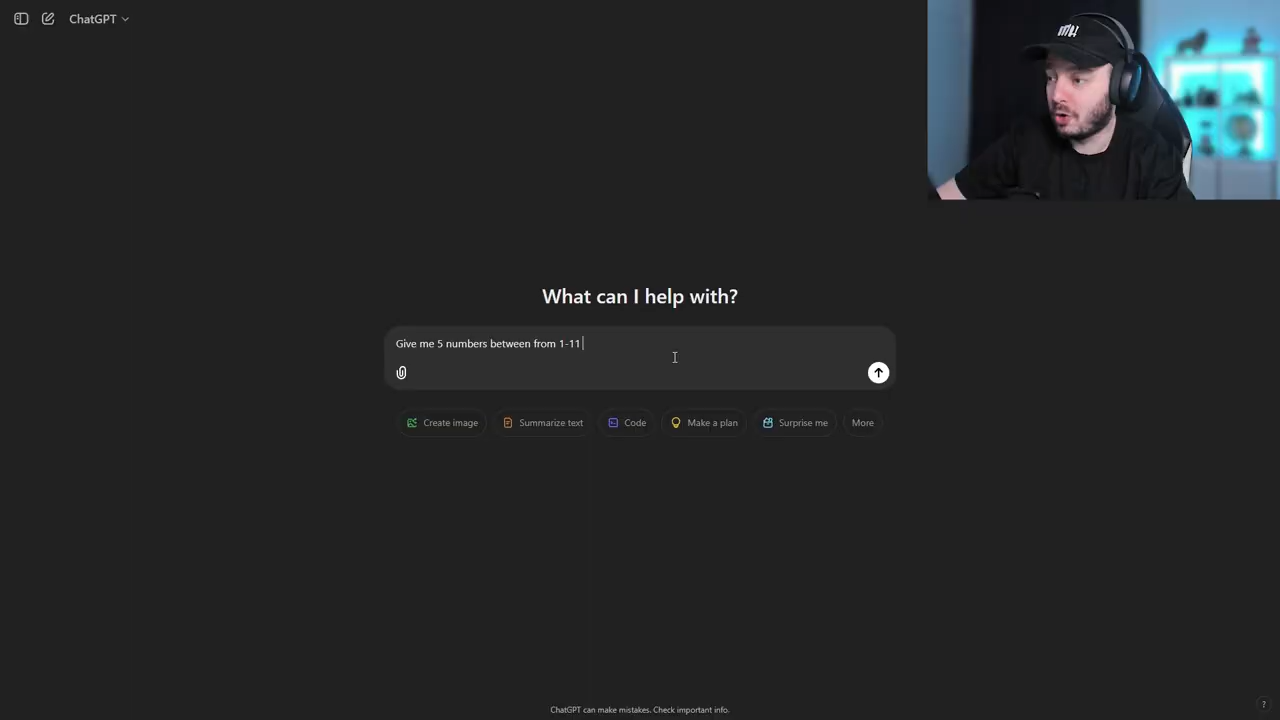 ChatGPT
What can I help with?
Give me 5 numbers between from 1-11
Create image
Summarize text
Code
Make a plan
Surprise me
More
ChatGPT can make mistakes. Check important info.
?